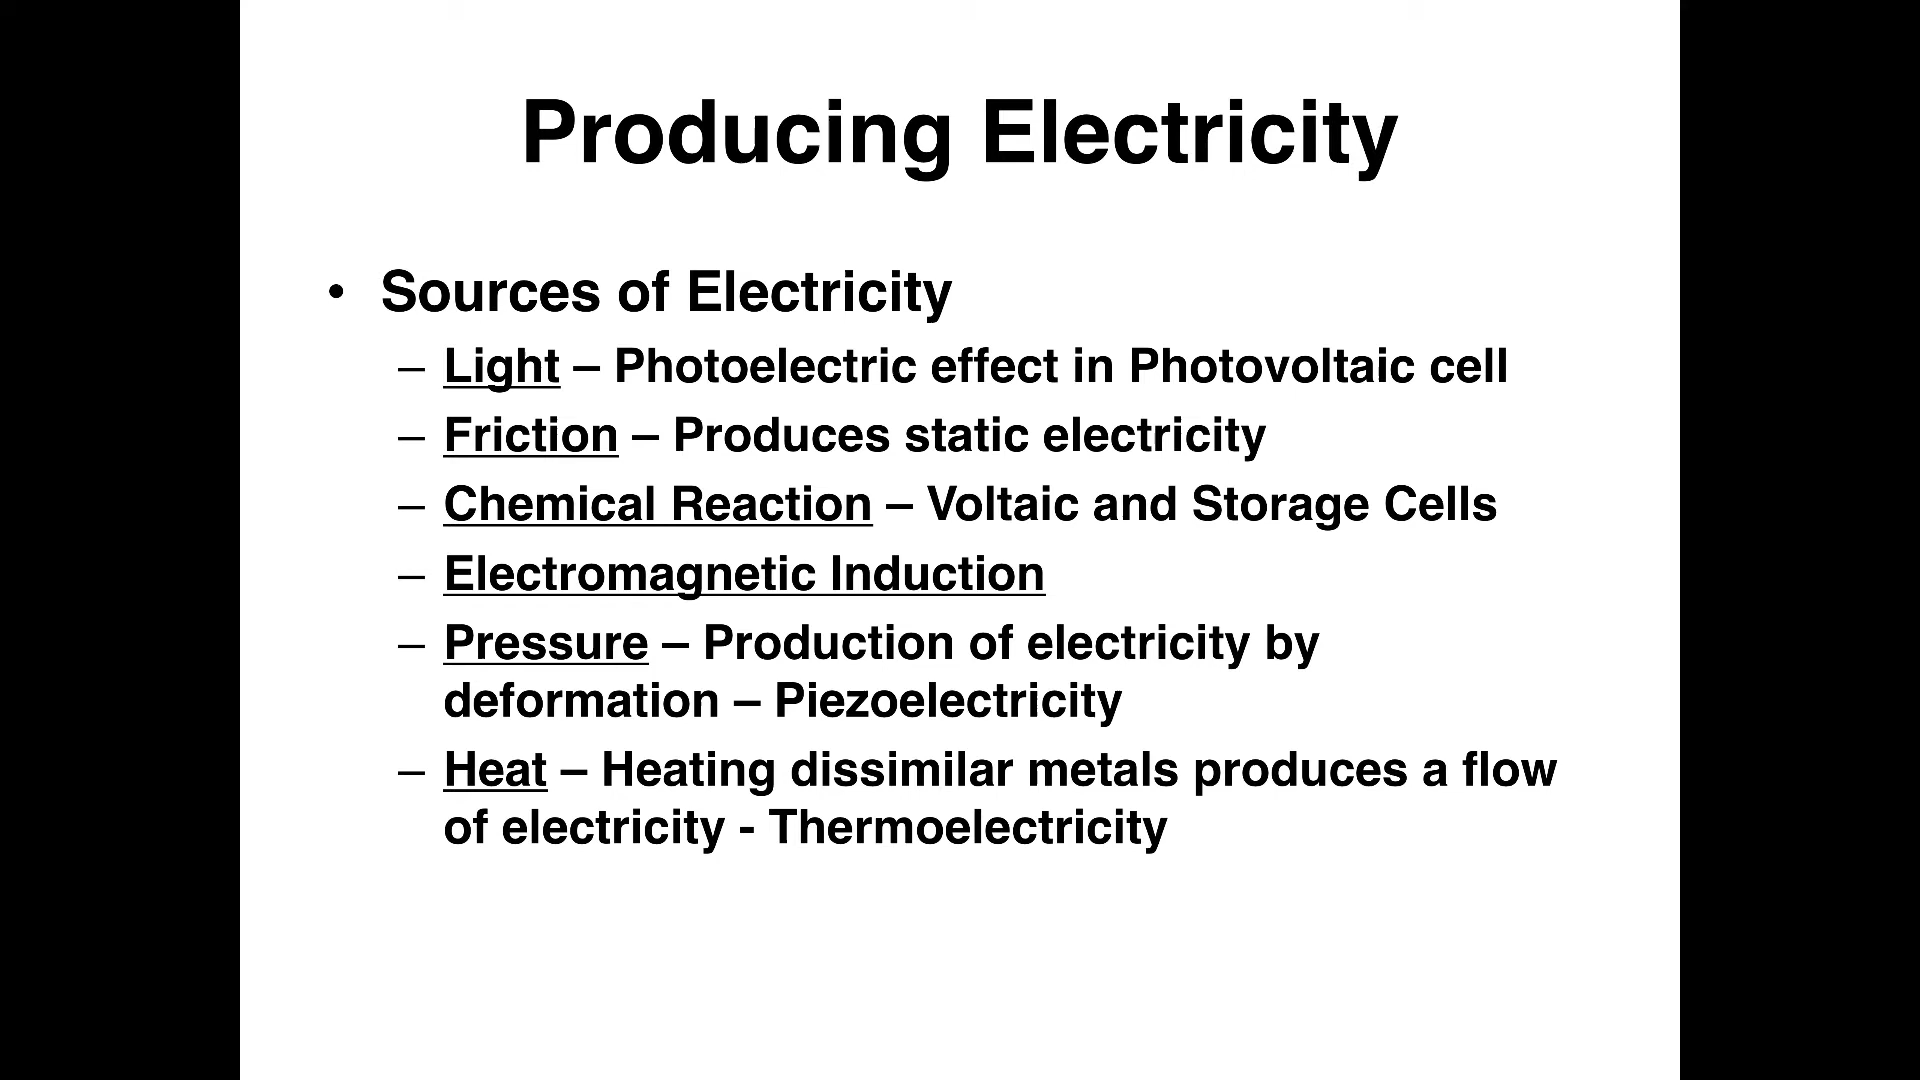 Producing Electricity
• Sources of Electricity
– Light – Photoelectric effect in Photovoltaic cell
– Friction – Produces static electricity
– Chemical Reaction – Voltaic and Storage Cells
– Electromagnetic Induction
– Pressure – Production of electricity by
deformation – Piezoelectricity
– Heat – Heating dissimilar metals produces a flow
of electricity - Thermoelectricity